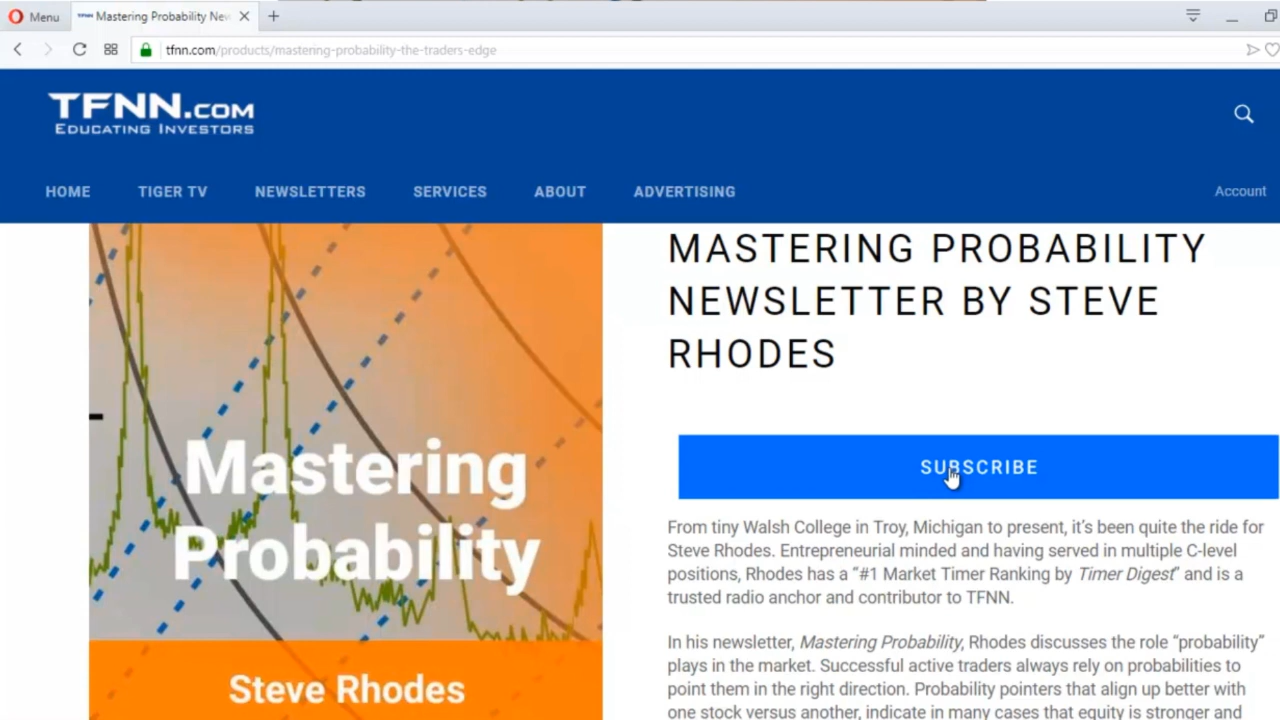 Menu
Mastering Probability New
tfnn.com/products/mastering-probability-the-traders-edge
TFNN.COM
EDUCATING INVESTORS
HOME TIGER TV NEWSLETTERS SERVICES ABOUT ADVERTISING Account
Mastering
Probability
Steve Rhodes
MASTERING PROBABILITY
NEWSLETTER BY STEVE
RHODES
SUBSCRIBE
From tiny Walsh College in Troy, Michigan to present, it's been quite the ride for
Steve Rhodes. Entrepreneurial minded and having served in multiple C-level
positions, Rhodes has a “#1 Market Timer Ranking by Timer Digest” and is a
trusted radio anchor and contributor to TFNN.
In his newsletter, Mastering Probability, Rhodes discusses the role “probability”
plays in the market. Successful active traders always rely on probabilities to
point them in the right direction. Probability pointers that align up better with
one stock versus another, indicate in many cases that equity is stronger and